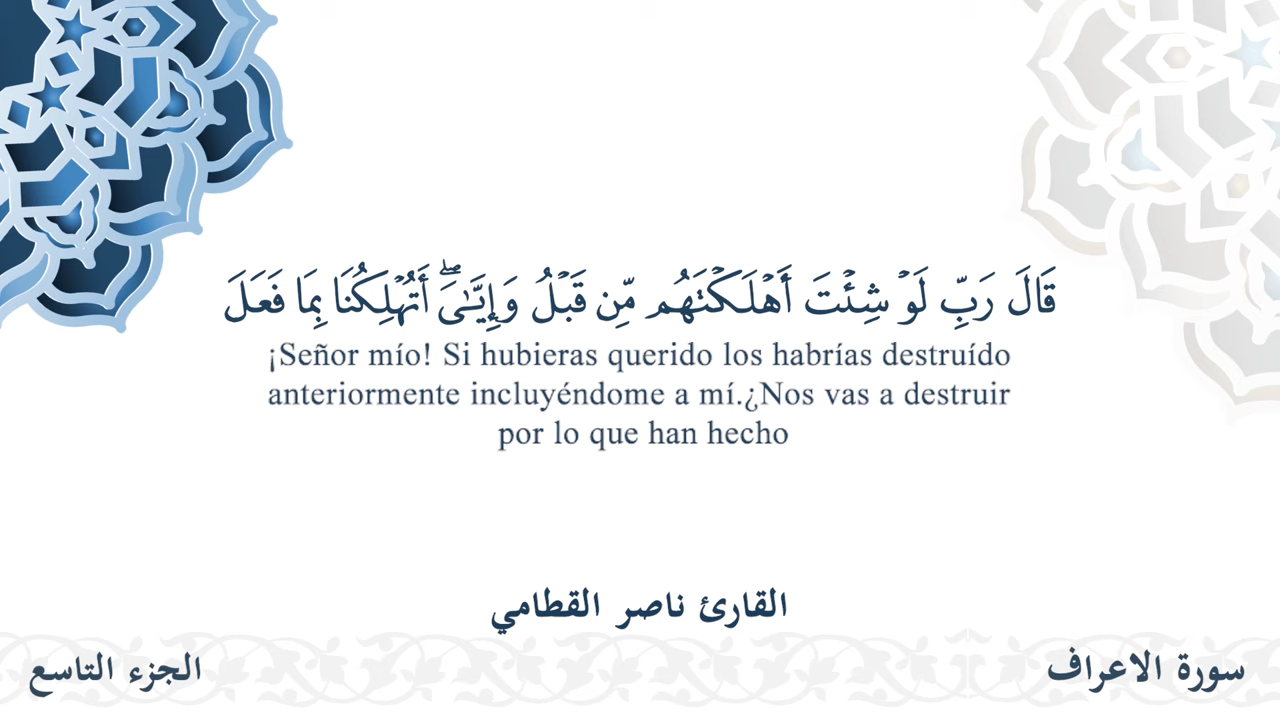 قَالَ رَبِّ لَوۡ شِئۡتَ أَهۡلَكۡتَهُم مِّن قَبۡلُ وَإِيَّٰىَۖ أَتُهۡلِكُنَا بِمَا فَعَلَ
¡Señor mío! Si hubieras querido los habrías destruído
anteriormente incluyéndome a mí.¿Nos vas a destruir
por lo que han hecho
القارئ ناصر القطامي
سورة الاعراف
الجزء التاسع